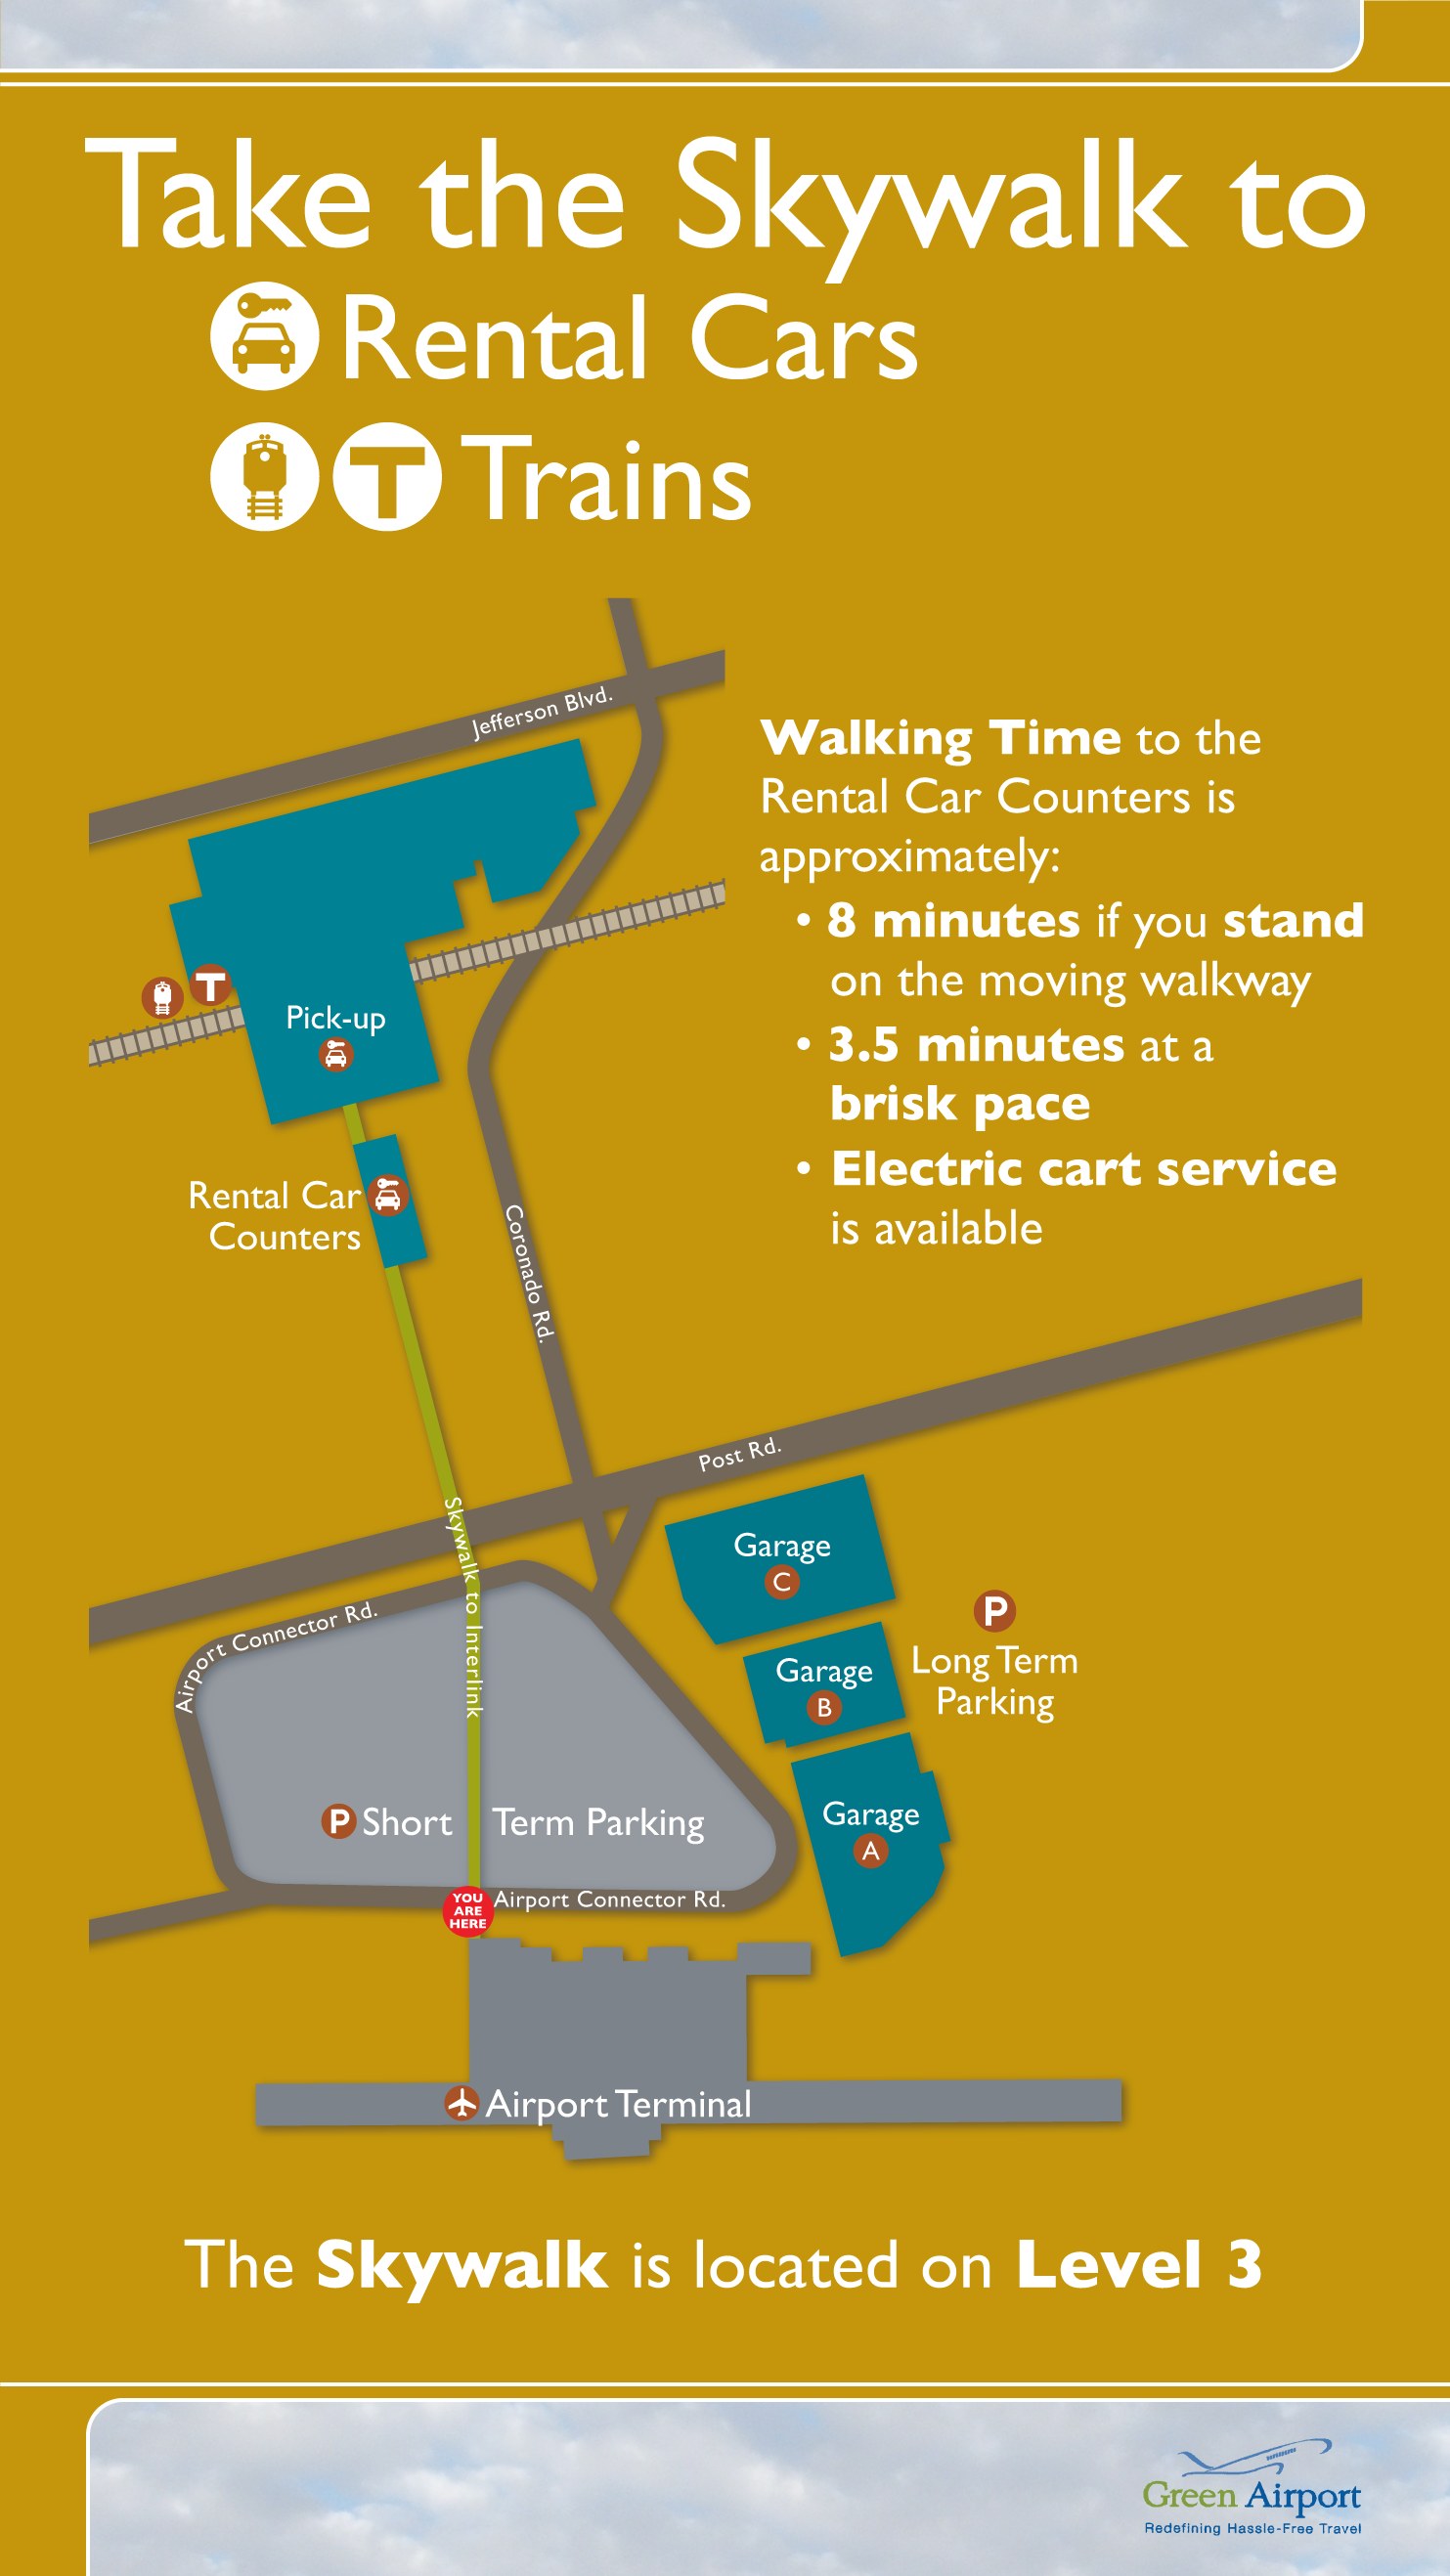 Take the Skywalk to
Rental Cars
T Trains
Jefferson Blvd.
Walking Time to the
Rental Car Counters is
approximately:
• 8 minutes if you stand
on the moving walkway
• 3.5 minutes at a
brisk pace
• Electric cart service
is available
T
Pick-up
Rental Car
Counters
Coronado Rd.
Post Rd.
Skywalk to Interlink
Garage
C
Airport Connector Rd.
P
Long Term
Parking
Garage
B
P Short Term Parking
Garage
A
YOU
ARE
HERE
Airport Connector Rd.
Airport Terminal
The Skywalk is located on Level 3
Green Airport
Redefining Hassle-Free Travel